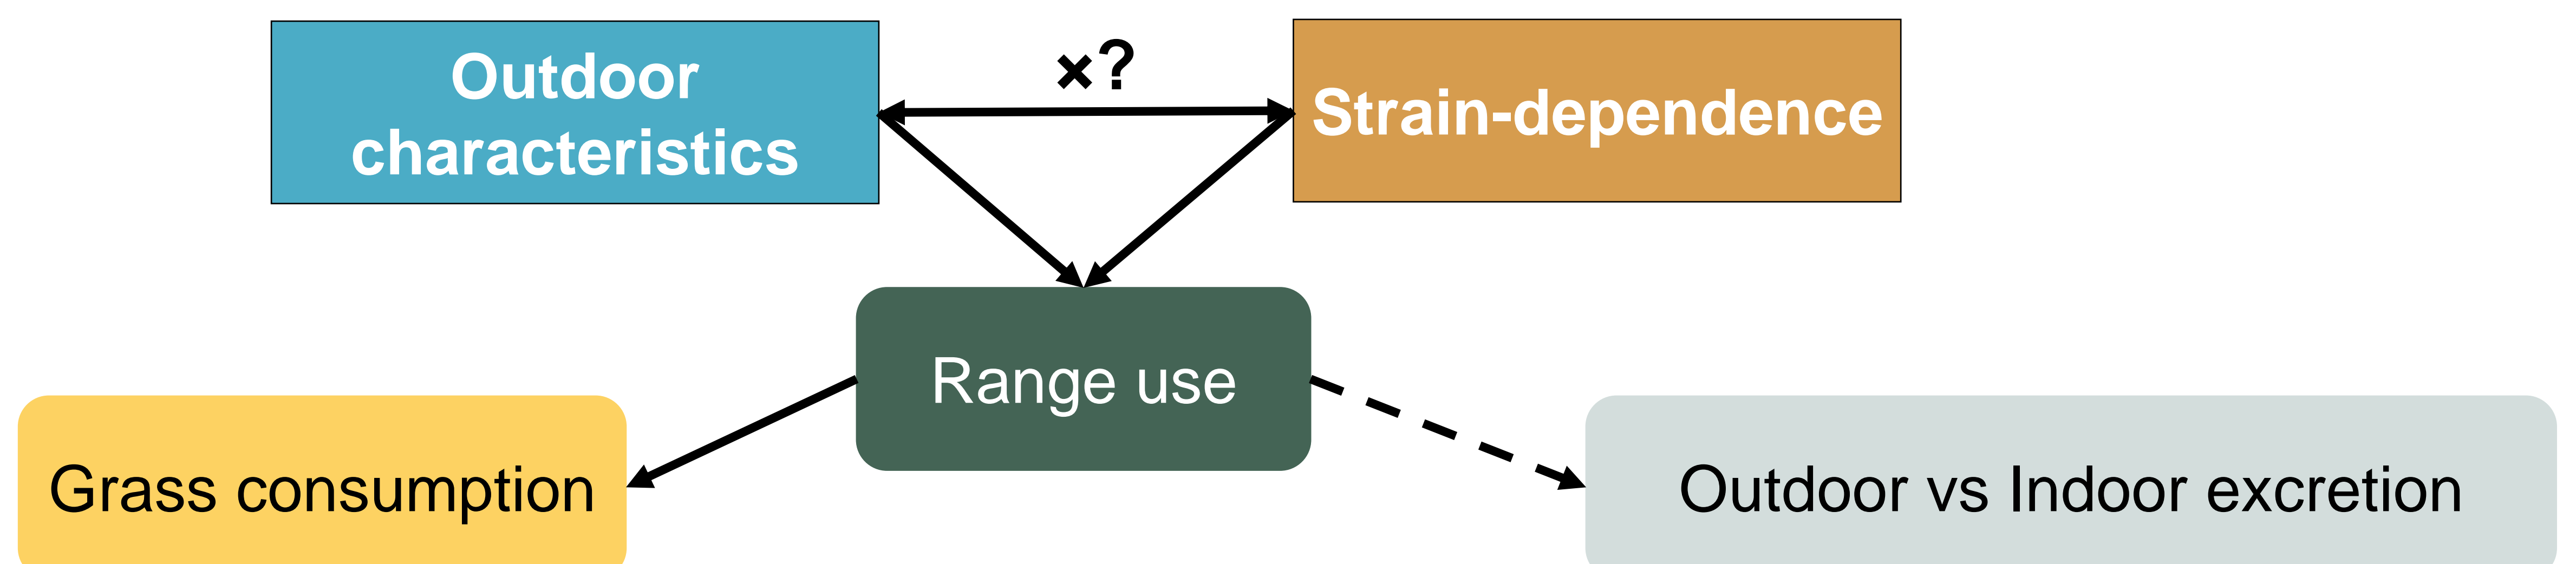 Outdoor
characteristics
×?
Strain-dependence
Range use
Grass consumption
Outdoor vs Indoor excretion